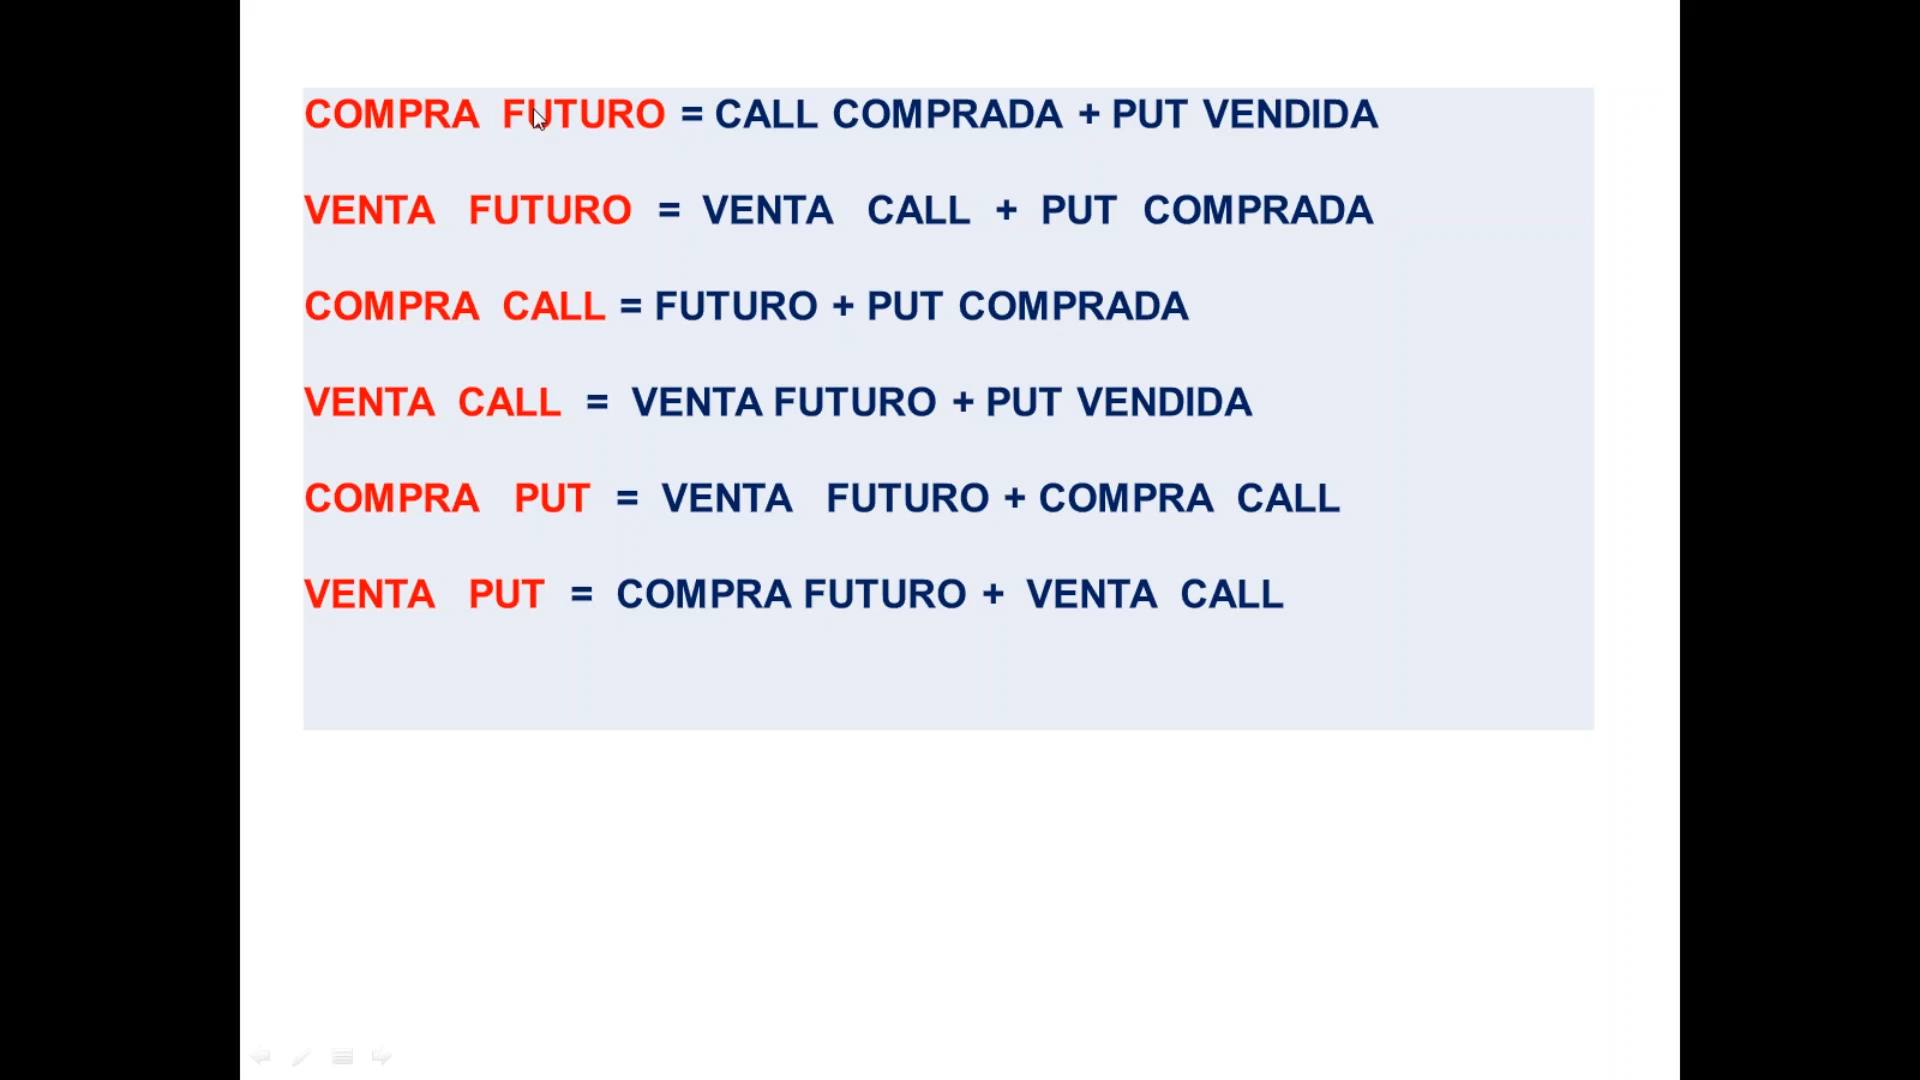 COMPRA FUTURO = CALL COMPRADA + PUT VENDIDA
VENTA FUTURO = VENTA CALL + PUT COMPRADA
COMPRA CALL = FUTURO + PUT COMPRADA
VENTA CALL = VENTA FUTURO + PUT VENDIDA
COMPRA PUT = VENTA FUTURO + COMPRA CALL
VENTA PUT = COMPRA FUTURO + VENTA CALL